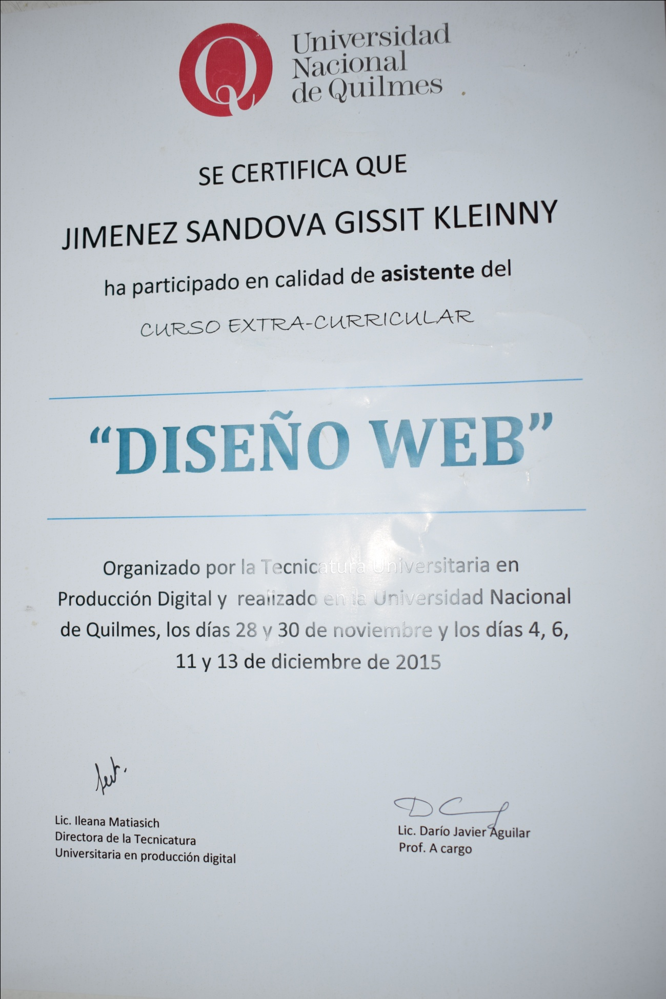 Universidad
Nacional
de Quilmes
SE CERTIFICA QUE
JIMENEZ SANDOVA GISSIT KLEINNY
ha participado en calidad de asistente del
CURSO EXTRA-CURRICULAR
“DISEÑO WEB”
Organizado por la Tecnicatura Universitaria en
Producción Digital y realizado en la Universidad Nacional
de Quilmes, los días 28 y 30 de noviembre y los días 4, 6,
11 y 13 de diciembre de 2015
Lic. Ileana Matiasich
Directora de la Tecnicatura
Universitaria en producción digital
Lic. Darío Javier Aguilar
Prof. A cargo